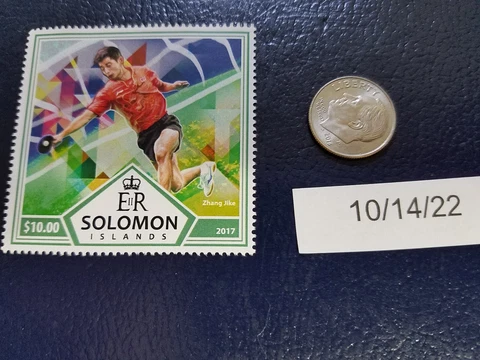 Zhang Jike
EIIR
$10.00
SOLOMON
ISLANDS
2017
LIBERTY
10/14/22